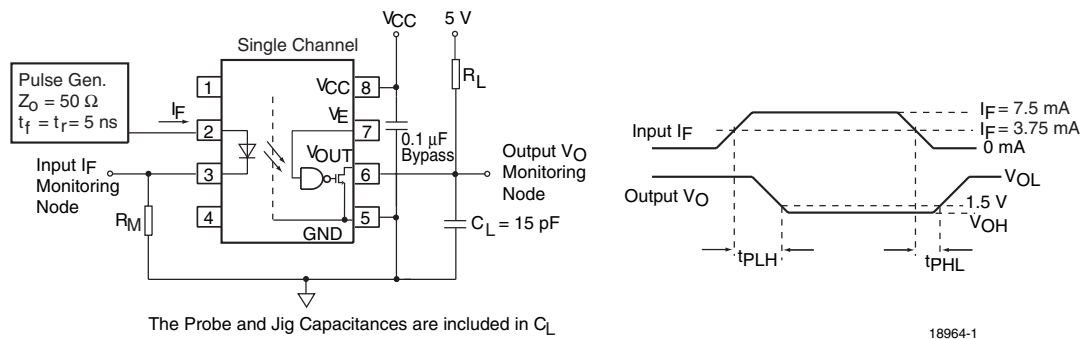 Single Channel
Pulse Gen.
ZO = 50 Ω
tf = tr = 5 ns
IF
Input IF
Monitoring
Node
RM
1
2
3
4
VCC
VE
VOUT
GND
8
7
6
5
VCC
5 V
RL
0.1 μF
Bypass
Output VO
Monitoring
Node
CL = 15 pF
The Probe and Jig Capacitances are included in CL
Input IF
IF = 7.5 mA
IF = 3.75 mA
0 mA
Output VO
VOL
1.5 V
VOH
tPLH
tPHL
18964-1